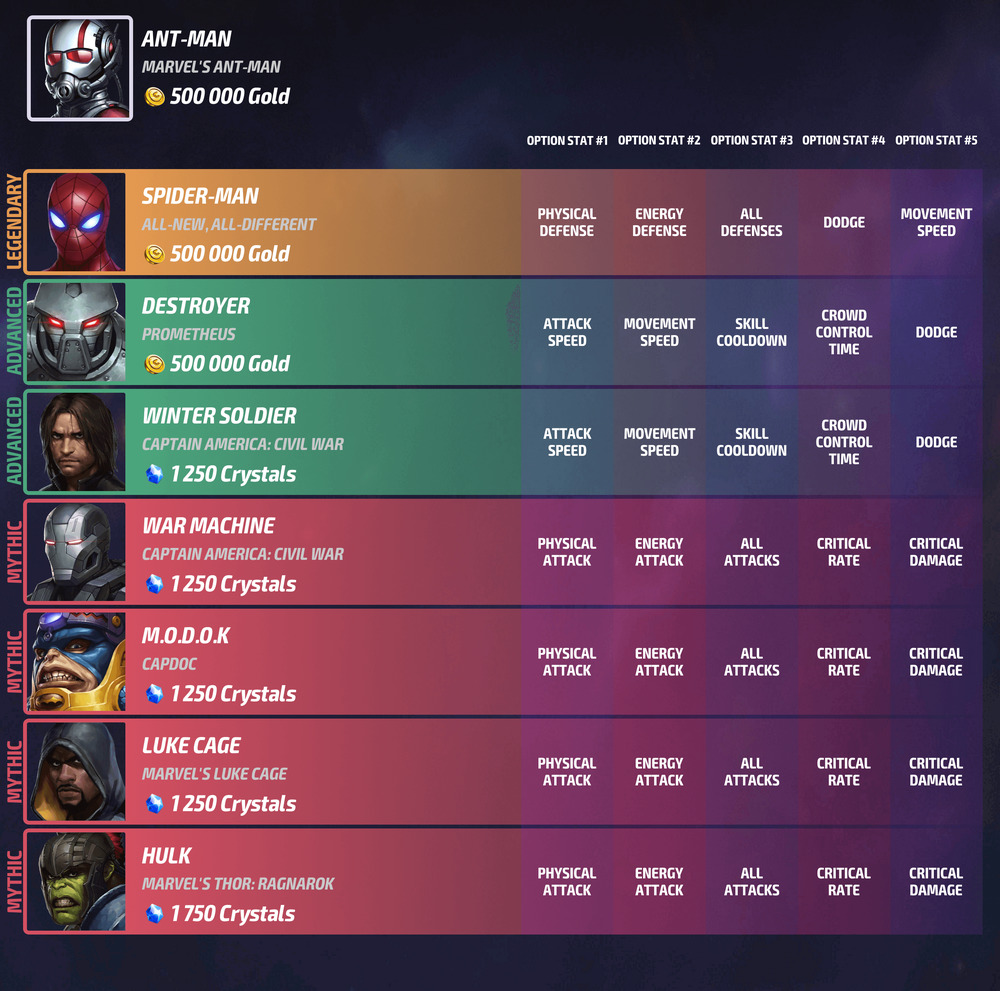 ANT-MAN
MARVEL'S ANT-MAN
500 000 Gold
OPTION STAT #1 OPTION STAT #2 OPTION STAT #3 OPTION STAT #4 OPTION STAT #5
LEGENDARY
SPIDER-MAN
ALL-NEW, ALL-DIFFERENT
500 000 Gold
PHYSICAL DEFENSE
ENERGY DEFENSE
ALL DEFENSES
DODGE
MOVEMENT SPEED
ADVANCED
DESTROYER
PROMETHEUS
500 000 Gold
ATTACK SPEED
MOVEMENT SPEED
SKILL COOLDOWN
CROWD CONTROL TIME
DODGE
ADVANCED
WINTER SOLDIER
CAPTAIN AMERICA: CIVIL WAR
1 250 Crystals
ATTACK SPEED
MOVEMENT SPEED
SKILL COOLDOWN
CROWD CONTROL TIME
DODGE
MYTHIC
WAR MACHINE
CAPTAIN AMERICA: CIVIL WAR
1 250 Crystals
PHYSICAL ATTACK
ENERGY ATTACK
ALL ATTACKS
CRITICAL RATE
CRITICAL DAMAGE
MYTHIC
M.O.D.O.K
CAPDOC
1 250 Crystals
PHYSICAL ATTACK
ENERGY ATTACK
ALL ATTACKS
CRITICAL RATE
CRITICAL DAMAGE
MYTHIC
LUKE CAGE
MARVEL'S LUKE CAGE
1 250 Crystals
PHYSICAL ATTACK
ENERGY ATTACK
ALL ATTACKS
CRITICAL RATE
CRITICAL DAMAGE
MYTHIC
HULK
MARVEL'S THOR: RAGNAROK
1 750 Crystals
PHYSICAL ATTACK
ENERGY ATTACK
ALL ATTACKS
CRITICAL RATE
CRITICAL DAMAGE